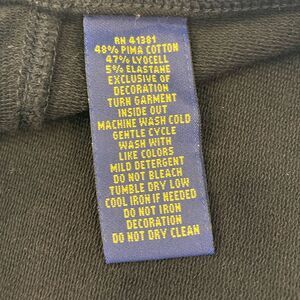 RN 41381
48% PIMA COTTON
47% LYOCELL
5% ELASTANE
EXCLUSIVE OF
DECORATION
TURN GARMENT
INSIDE OUT
MACHINE WASH COLD
GENTLE CYCLE
WASH WITH
LIKE COLORS
MILD DETERGENT
DO NOT BLEACH
TUMBLE DRY LOW
COOL IRON IF NEEDED
DO NOT IRON
DECORATION
DO NOT DRY CLEAN